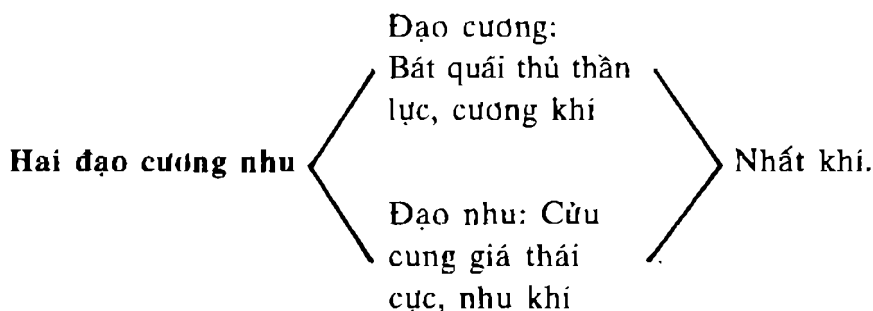 Đạo cương:
Bát quái thủ thần
lực, cương khí
Hai đạo cương nhu
Nhất khí.
Đạo nhu: Cửu
cung giá thái
cực, nhu khí